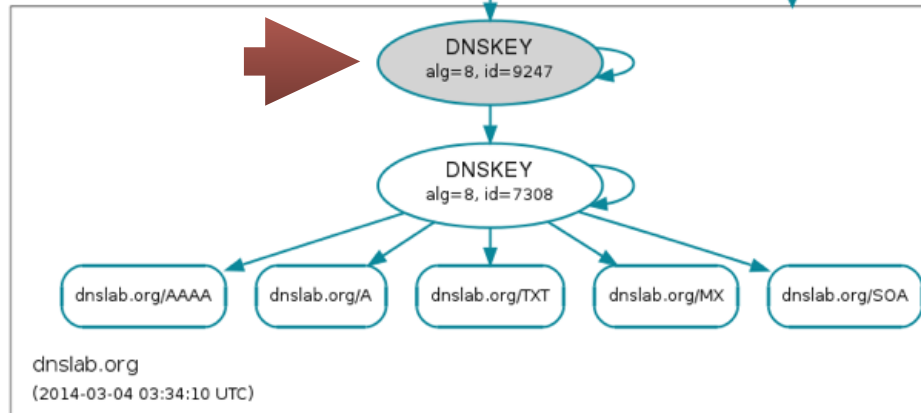 DNSKEY
alg=8, id=9247
DNSKEY
alg=8, id=7308
dnslab.org/AAAA
dnslab.org/A
dnslab.org/TXT
dnslab.org/MX
dnslab.org/SOA
dnslab.org
(2014-03-04 03:34:10 UTC)